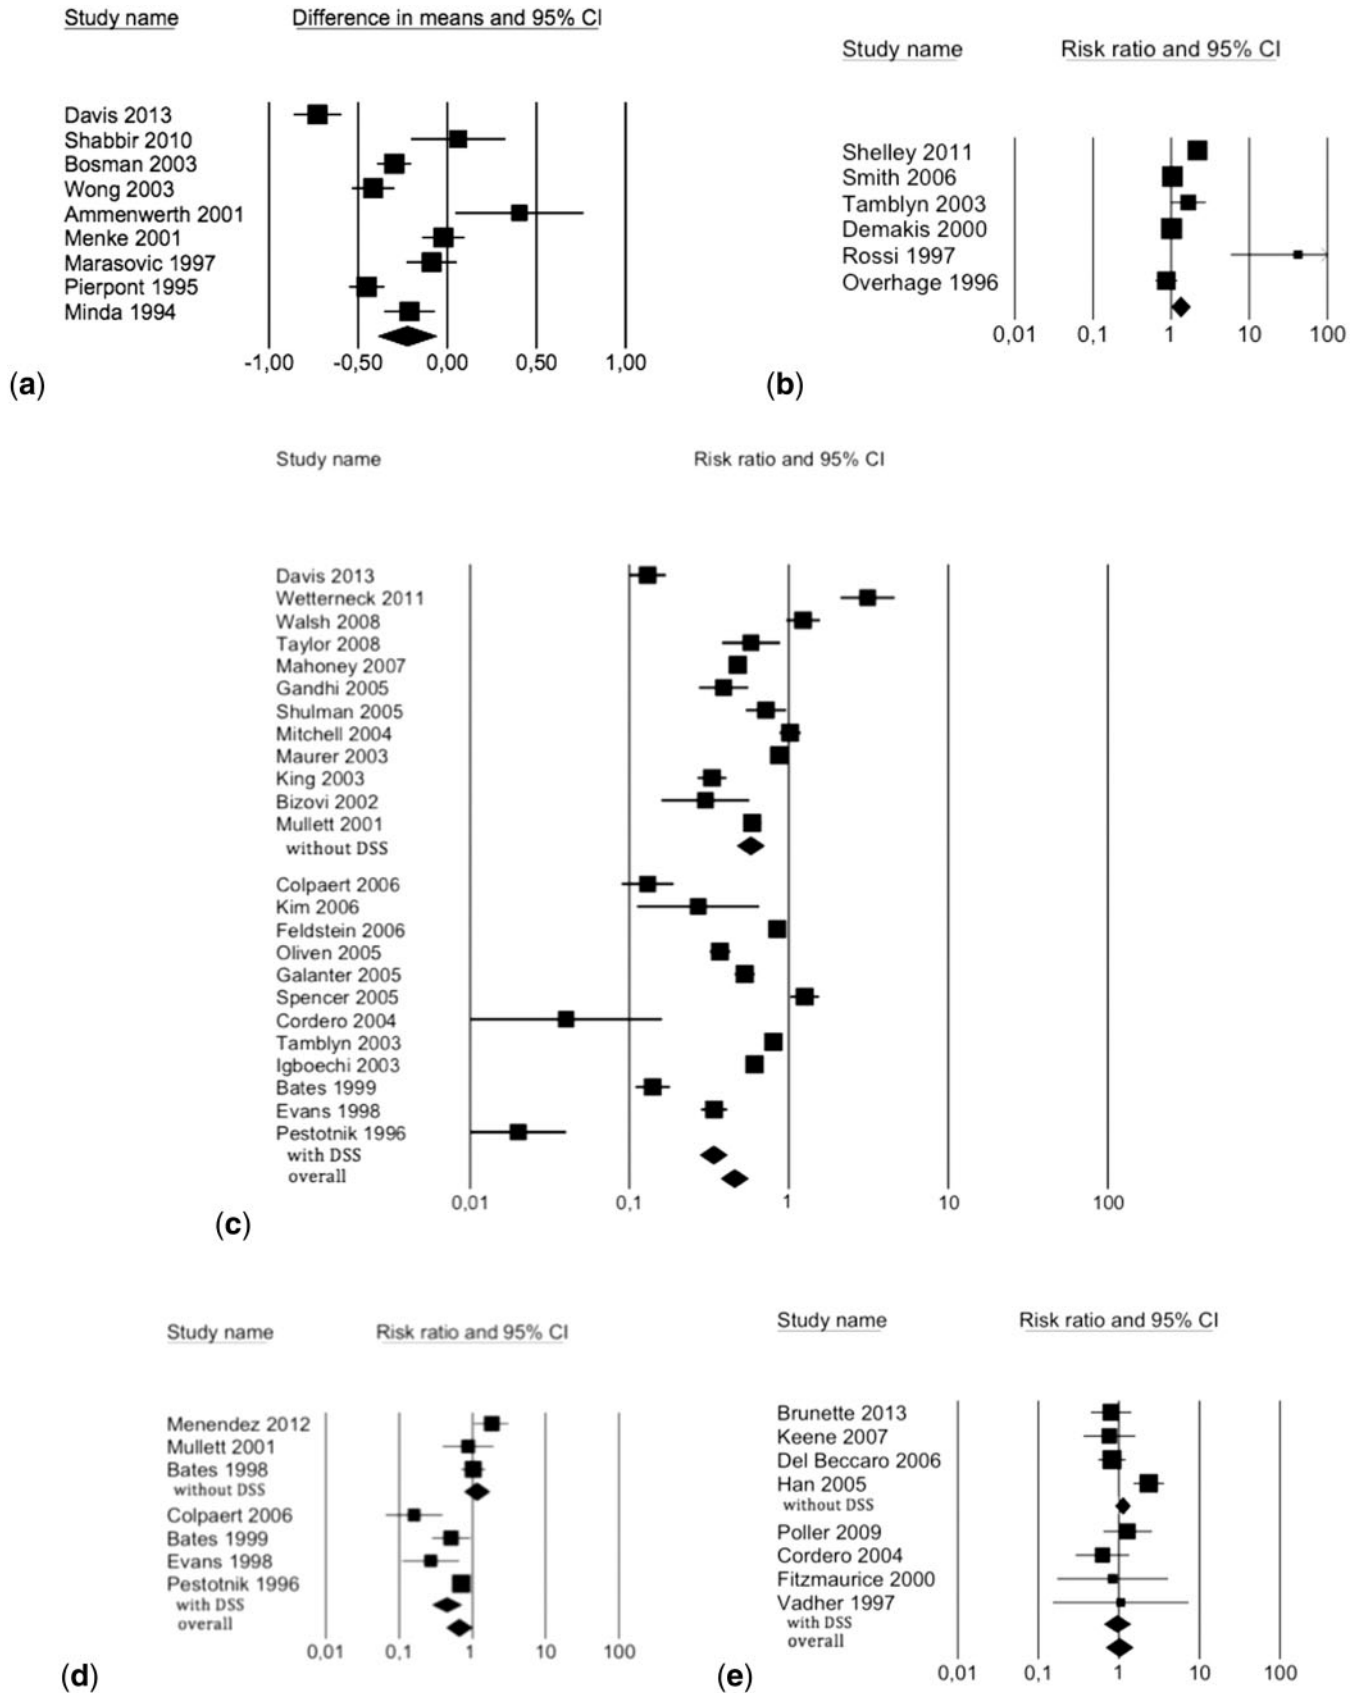 Study name Difference in means and 95% CI
Davis 2013
Shabbir 2010
Bosman 2003
Wong 2003
Ammenwerth 2001
Menke 2001
Marasovic 1997
Pierpont 1995
Minda 1994
-1,00 -0,50 0,00 0,50 1,00
(a)
Study name Risk ratio and 95% CI
Shelley 2011
Smith 2006
Tamblyn 2003
Demakis 2000
Rossi 1997
Overhage 1996
0,01 0,1 1 10 100
(b)
Study name Risk ratio and 95% CI
Davis 2013
Wetterneck 2011
Walsh 2008
Taylor 2008
Mahoney 2007
Gandhi 2005
Shulman 2005
Mitchell 2004
Maurer 2003
King 2003
Bizovi 2002
Mullett 2001
without DSS
Colpaert 2006
Kim 2006
Feldstein 2006
Oliven 2005
Galanter 2005
Spencer 2005
Cordero 2004
Tamblyn 2003
Igboechi 2003
Bates 1999
Evans 1998
Pestotnik 1996
with DSS
overall
0,01 0,1 1 10 100
(c)
Study name Risk ratio and 95% CI
Menendez 2012
Mullett 2001
Bates 1998
without DSS
Colpaert 2006
Bates 1999
Evans 1998
Pestotnik 1996
with DSS
overall
0,01 0,1 1 10 100
(d)
Study name Risk ratio and 95% CI
Brunette 2013
Keene 2007
Del Beccaro 2006
Han 2005
without DSS
Poller 2009
Cordero 2004
Fitzmaurice 2000
Vadher 1997
with DSS
overall
0,01 0,1 1 10 100
(e)